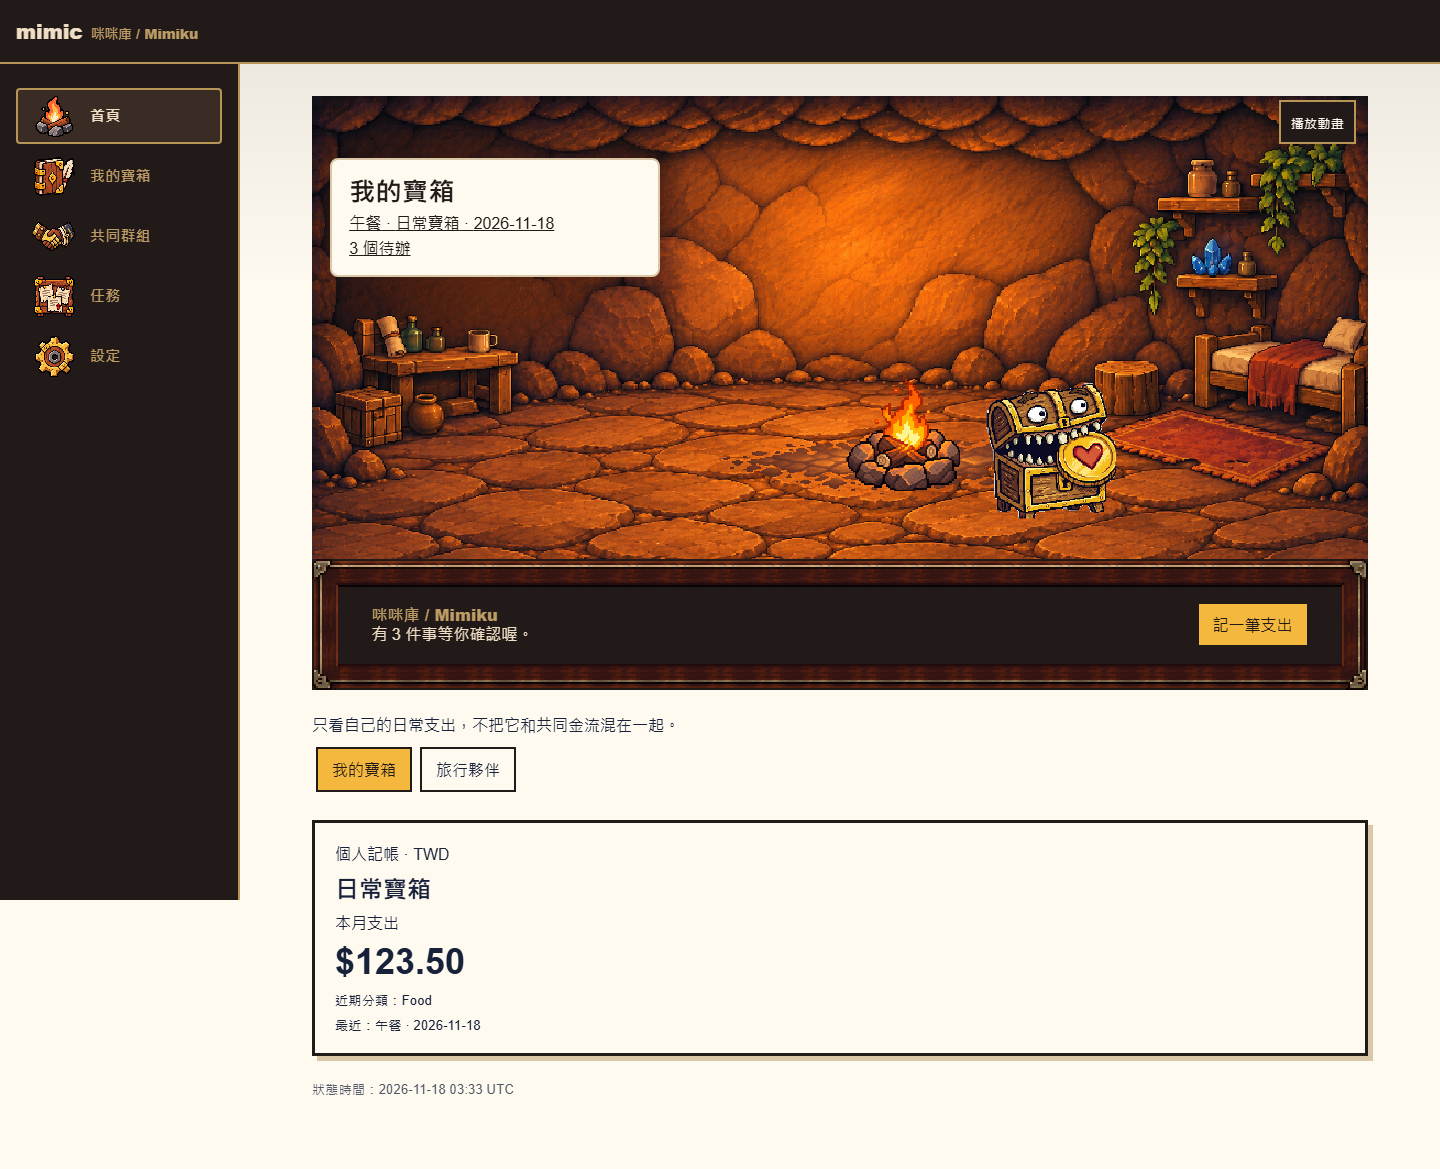 mimic 咪咪庫 / Mimiku
首頁
我的寶箱
共同群組
任務
設定
播放動畫
我的寶箱
午餐 · 日常寶箱 · 2026-11-18
3 個待辦
咪咪庫 / Mimiku
有 3 件事等你確認喔。
記一筆支出
只看自己的日常支出，不把它和共同金流混在一起。
我的寶箱
旅行夥伴
個人記帳 · TWD
日常寶箱
本月支出
$123.50
近期分類：Food
最近：午餐 · 2026-11-18
狀態時間：2026-11-18 03:33 UTC